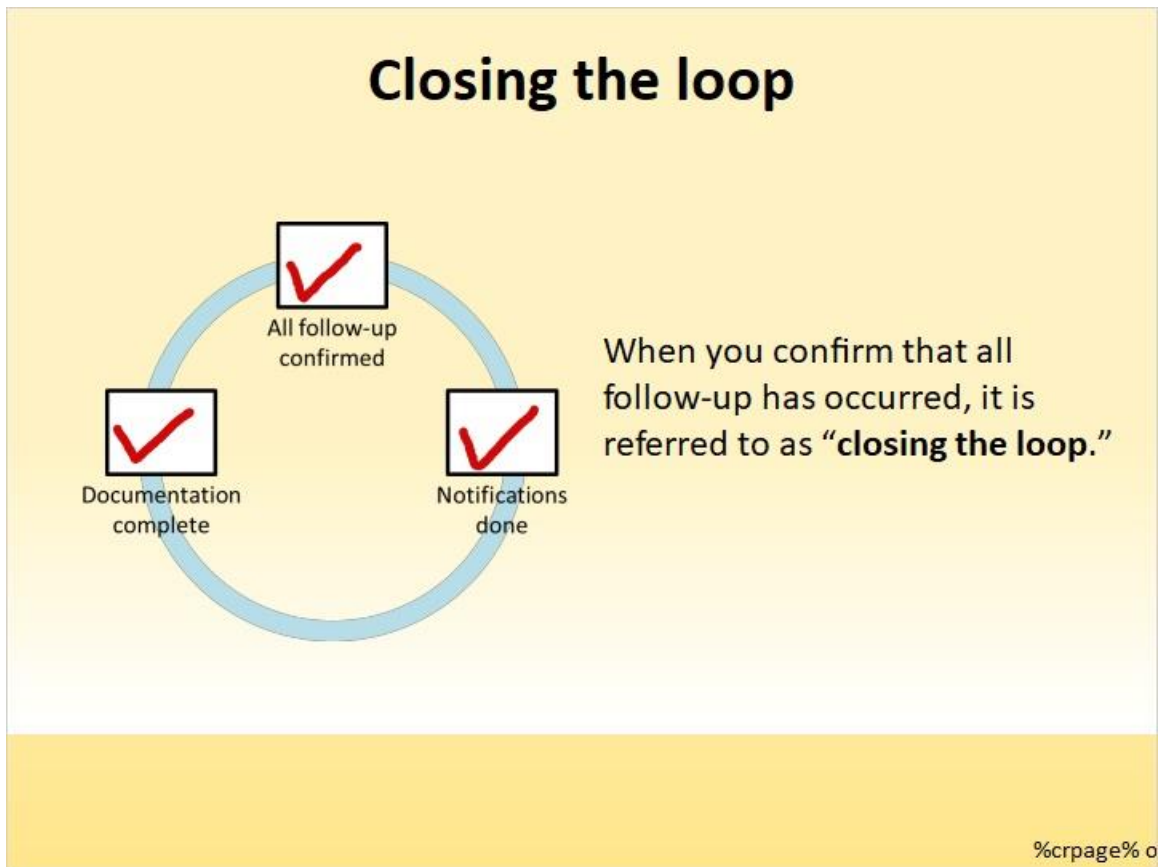 Closing the loop
All follow-up
confirmed
Documentation
complete
Notifications
done
When you confirm that all
follow-up has occurred, it is
referred to as “closing the loop.”
%crpage% o